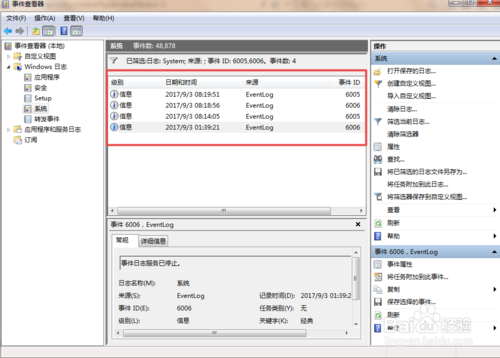 事件查看器
文件(F) 操作(A) 查看(V) 帮助(H)
事件查看器 (本地)
自定义视图
Windows 日志
应用程序
安全
Setup
系统
转发事件
应用程序和服务日志
订阅
系统 事件数: 48,878
已筛选:日志: System; 来源: ; 事件 ID: 6005,6006。事件数: 4
级别 日期和时间 来源 事件 ID
信息 2017/9/3 08:19:51 EventLog 6005
信息 2017/9/3 08:18:56 EventLog 6006
信息 2017/9/3 08:14:05 EventLog 6005
信息 2017/9/3 01:39:21 EventLog 6006
事件 6006，EventLog
常规 详细信息
事件日志服务已停止。
日志名称(M): 系统
来源(S): EventLog 记录时间(D): 2017/9/3 01:39:2
事件 ID(E): 6006 任务类别(Y): 无
级别(L): 信息 关键字(K): 经典
操作
系统
打开保存的日志...
创建自定义视图...
导入自定义视图...
清除日志...
筛选当前日志...
清除筛选器
属性
查找...
将已筛选的日志文件另存为...
将任务附加到此日志...
将筛选器保存到自定义视图...
查看
刷新
帮助
事件 6006，EventLog
事件属性
将任务附加到此事件...
复制
保存选择的事件...
刷新
帮助
Baidu 经验